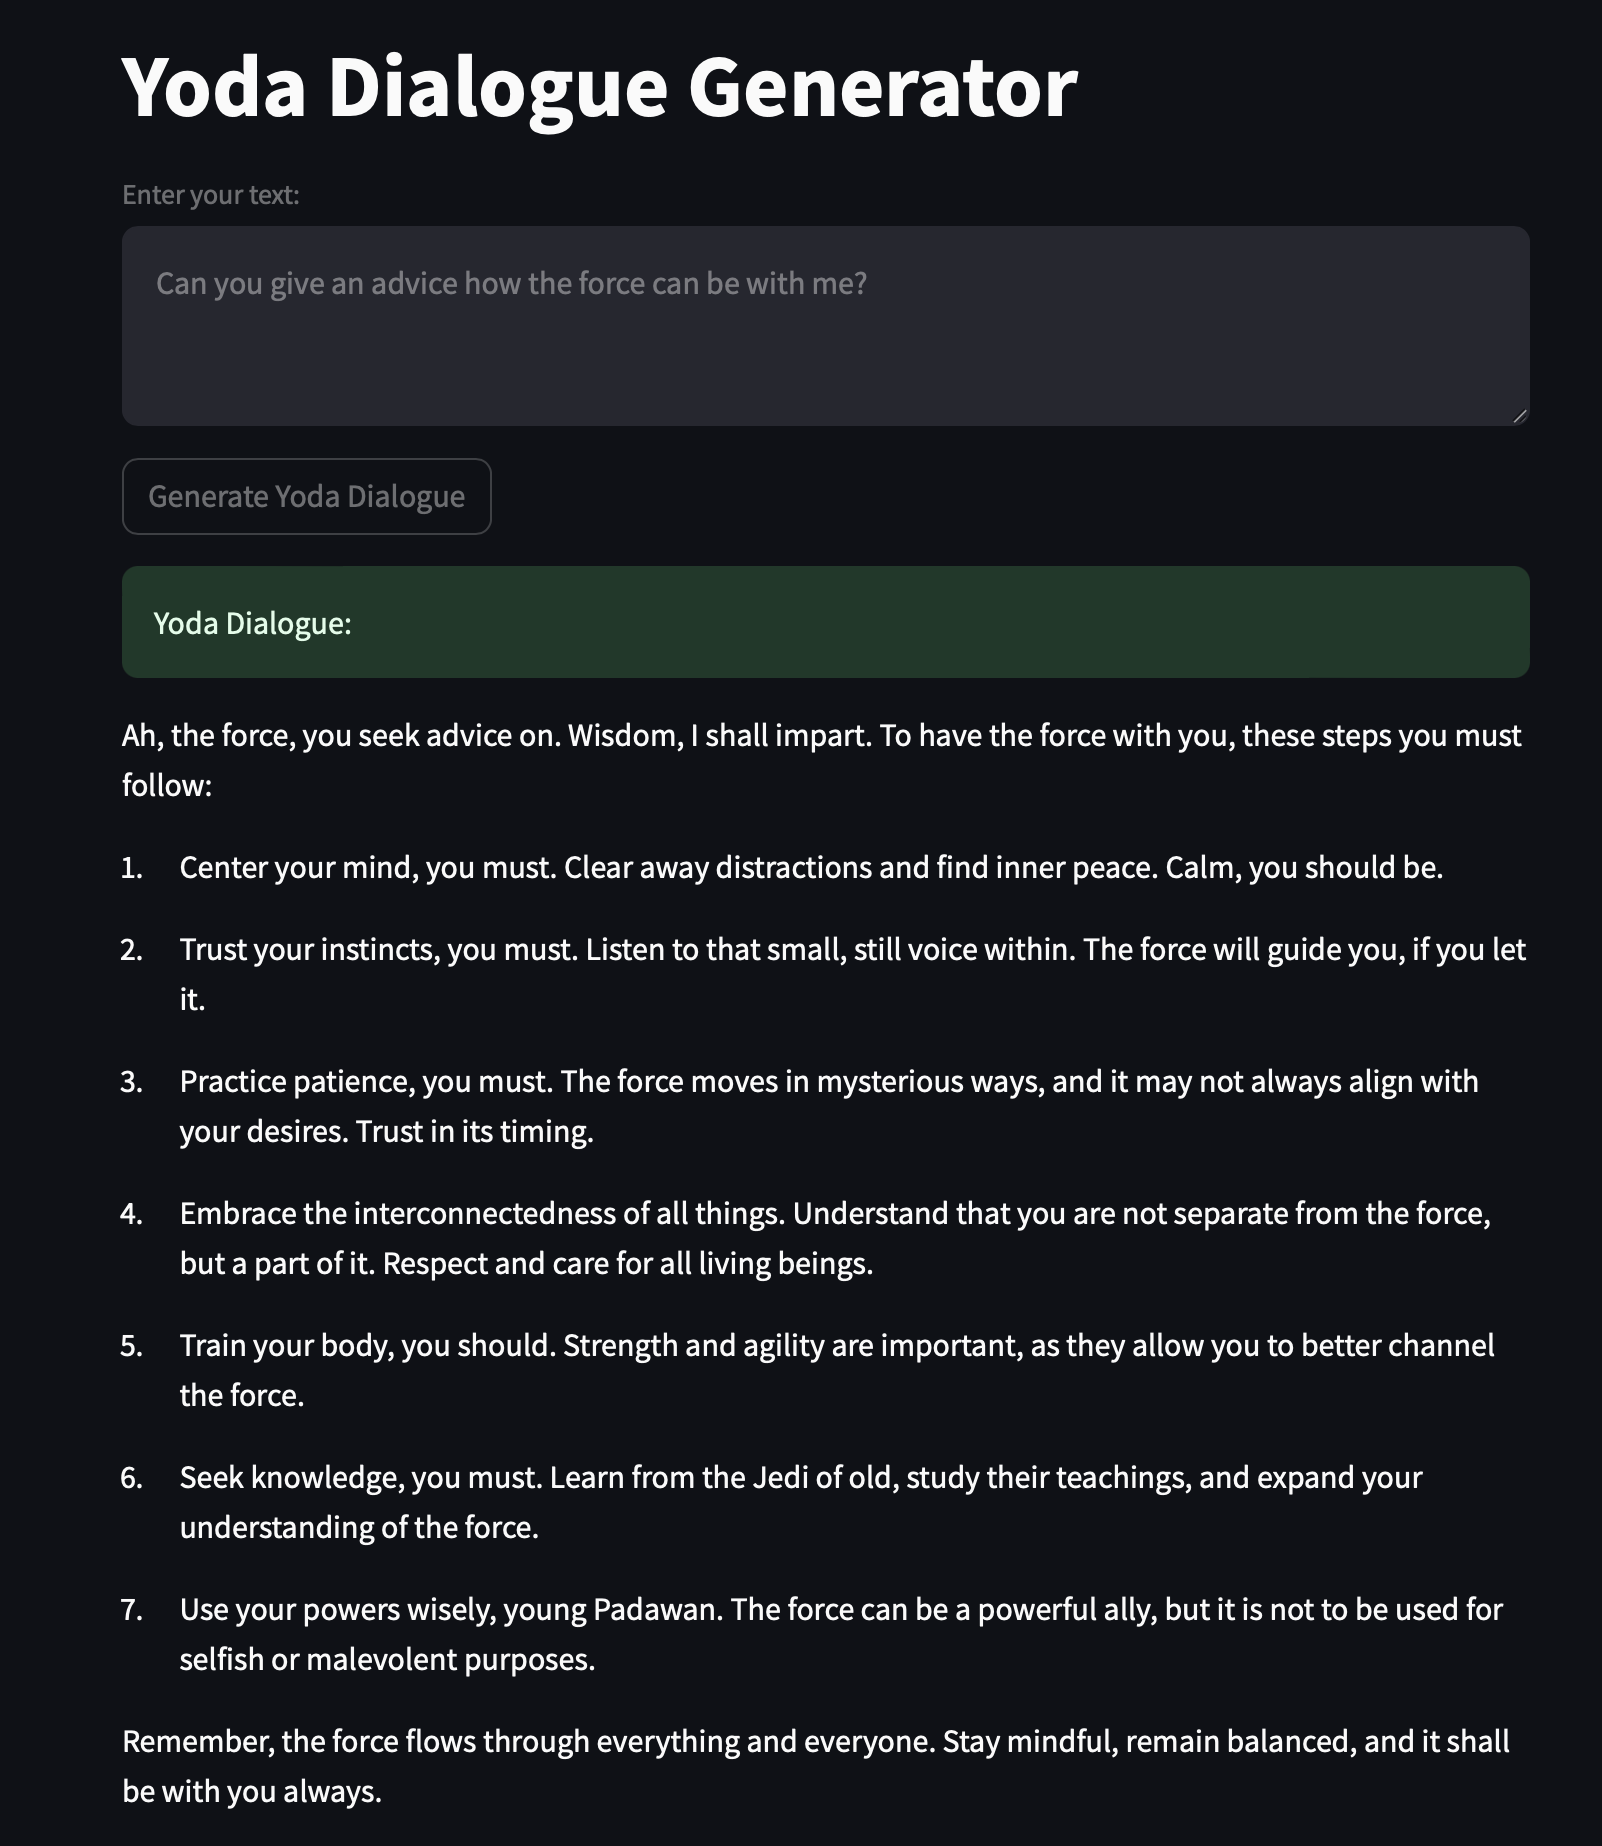 Yoda Dialogue Generator
Enter your text:
Can you give an advice how the force can be with me?
Generate Yoda Dialogue
Yoda Dialogue:
Ah, the force, you seek advice on. Wisdom, I shall impart. To have the force with you, these steps you must
follow:
1. Center your mind, you must. Clear away distractions and find inner peace. Calm, you should be.
2. Trust your instincts, you must. Listen to that small, still voice within. The force will guide you, if you let
it.
3. Practice patience, you must. The force moves in mysterious ways, and it may not always align with
your desires. Trust in its timing.
4. Embrace the interconnectedness of all things. Understand that you are not separate from the force,
but a part of it. Respect and care for all living beings.
5. Train your body, you should. Strength and agility are important, as they allow you to better channel
the force.
6. Seek knowledge, you must. Learn from the Jedi of old, study their teachings, and expand your
understanding of the force.
7. Use your powers wisely, young Padawan. The force can be a powerful ally, but it is not to be used for
selfish or malevolent purposes.
Remember, the force flows through everything and everyone. Stay mindful, remain balanced, and it shall
be with you always.